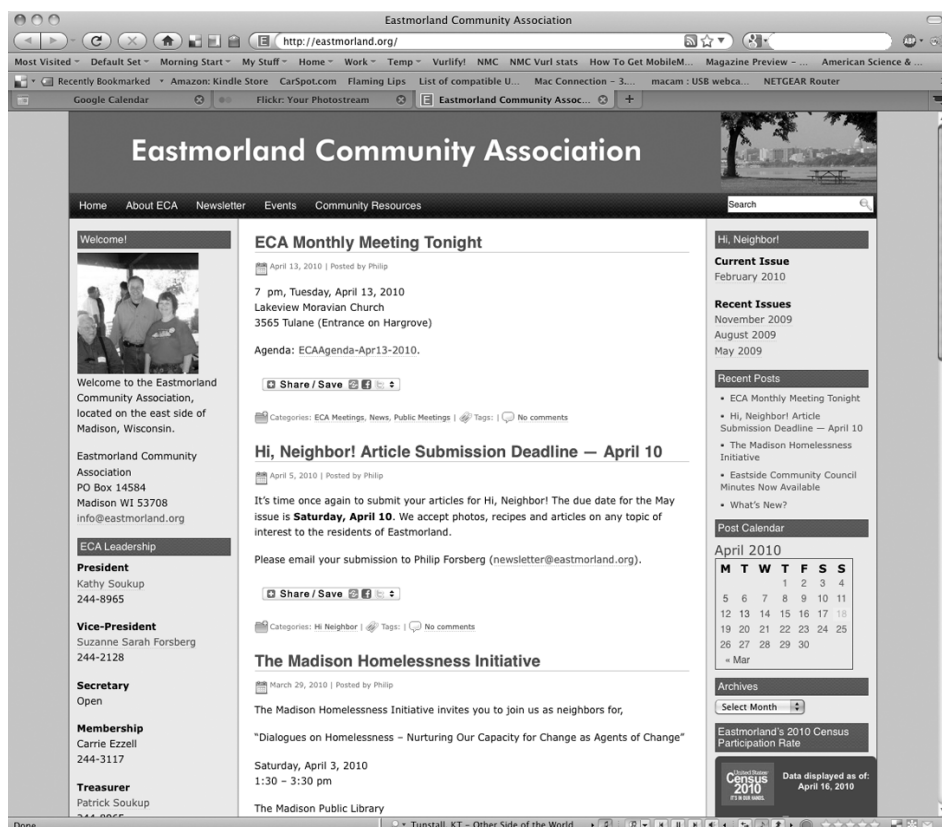 Eastmorland Community Association
http://eastmorland.org/
Most Visited Default Set Morning Start My Stuff Home Work Temp Vurlify! NMC NMC Vurl stats How To Get MobileM... Magazine Preview - ... American Science & ...
Recently Bookmarked Amazon: Kindle Store CarSpot.com Flaming Lips List of compatible U... Mac Connection - 3.... macam : USB webca... NETGEAR Router
Google Calendar Flickr: Your Photostream Eastmorland Community Assoc...
Eastmorland Community Association
Home About ECA Newsletter Events Community Resources Search
Welcome!
Welcome to the Eastmorland
Community Association,
located on the east side of
Madison, Wisconsin.
Eastmorland Community
Association
PO Box 14584
Madison WI 53708
info@eastmorland.org
ECA Leadership
President
Kathy Soukup
244-8965
Vice-President
Suzanne Sarah Forsberg
244-2128
Secretary
Open
Membership
Carrie Ezzell
244-3117
Treasurer
Patrick Soukup
244-8965
ECA Monthly Meeting Tonight
April 13, 2010 | Posted by Philip
7 pm, Tuesday, April 13, 2010
Lakeview Moravian Church
3565 Tulane (Entrance on Hargrove)
Agenda: ECAAgenda-Apr13-2010.
Share / Save
Categories: ECA Meetings, News, Public Meetings | Tags: | No comments
Hi, Neighbor! Article Submission Deadline — April 10
April 5, 2010 | Posted by Philip
It's time once again to submit your articles for Hi, Neighbor! The due date for the May
issue is Saturday, April 10. We accept photos, recipes and articles on any topic of
interest to the residents of Eastmorland.
Please email your submission to Philip Forsberg (newsletter@eastmorland.org).
Share / Save
Categories: Hi Neighbor | Tags: | No comments
The Madison Homelessness Initiative
March 29, 2010 | Posted by Philip
The Madison Homelessness Initiative invites you to join us as neighbors for,
"Dialogues on Homelessness – Nurturing Our Capacity for Change as Agents of Change"
Saturday, April 3, 2010
1:30 – 3:30 pm
The Madison Public Library
Hi, Neighbor!
Current Issue
February 2010
Recent Issues
November 2009
August 2009
May 2009
Recent Posts
• ECA Monthly Meeting Tonight
• Hi, Neighbor! Article
Submission Deadline — April 10
• The Madison Homelessness
Initiative
• Eastside Community Council
Minutes Now Available
• What's New?
Post Calendar
April 2010
M T W T F S S
1 2 3 4
5 6 7 8 9 10 11
12 13 14 15 16 17 18
19 20 21 22 23 24 25
26 27 28 29 30
« Mar
Archives
Select Month
Eastmorland's 2010 Census
Participation Rate
United States
Census
2010
IT'S IN OUR HANDS
Data displayed as of:
April 16, 2010
Done
Tunstall, KT – Other Side of the World